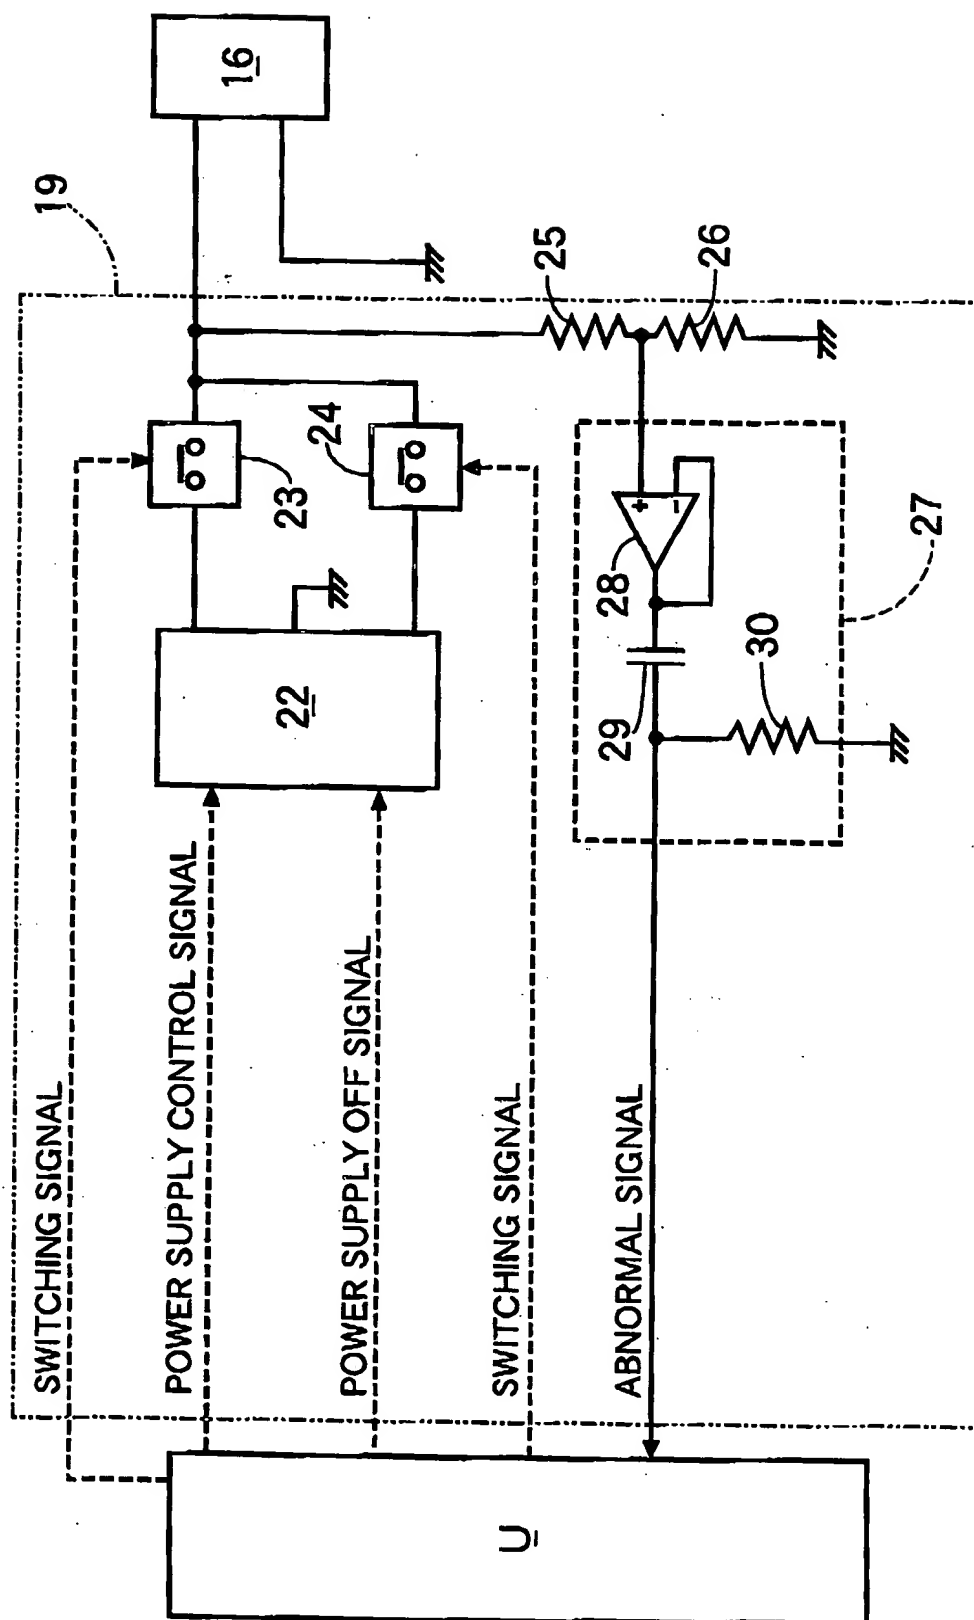 19
16
SWITCHING SIGNAL
POWER SUPPLY CONTROL SIGNAL
POWER SUPPLY OFF SIGNAL
SWITCHING SIGNAL
ABNORMAL SIGNAL
U
22
23
24
25
26
+
−
28
29
30
27